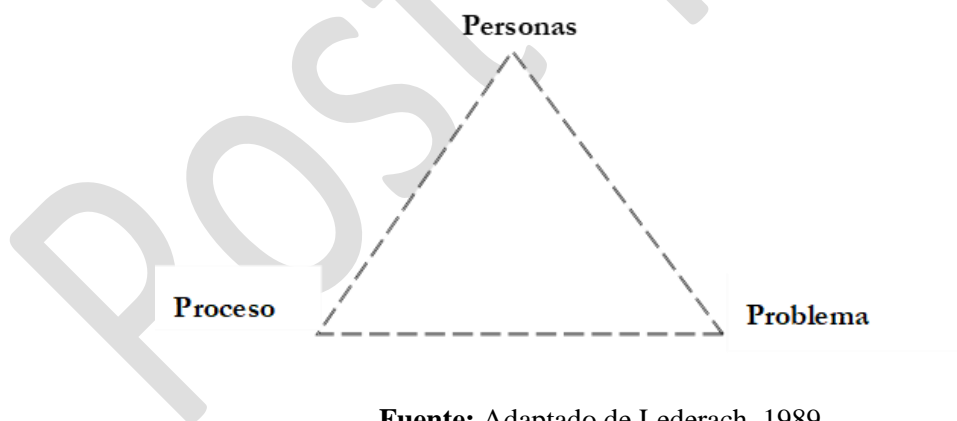 Personas
Proceso
Problema
Fuente: Adaptado de Lederach, 1989